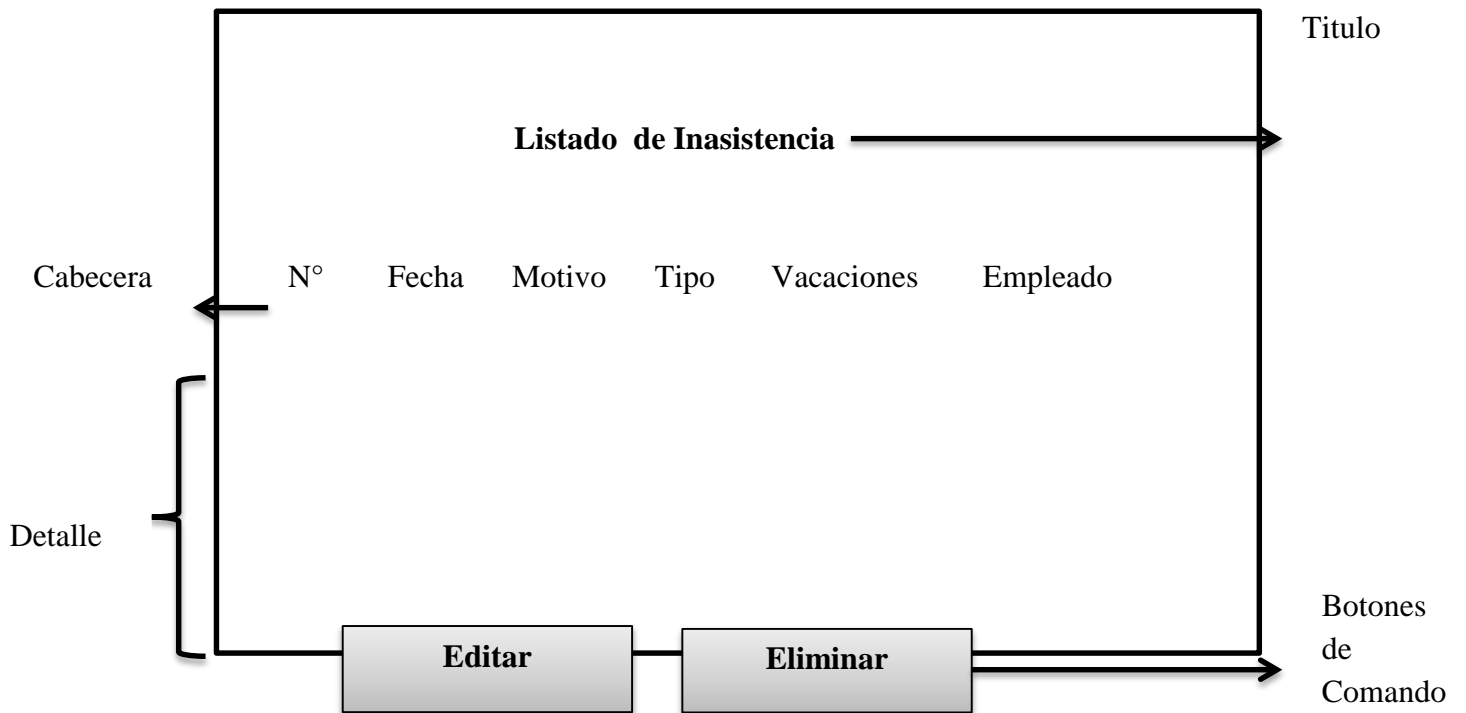 Titulo
Listado de Inasistencia
Cabecera
N° Fecha Motivo Tipo Vacaciones Empleado
Detalle
Editar
Eliminar
Botones
de
Comando